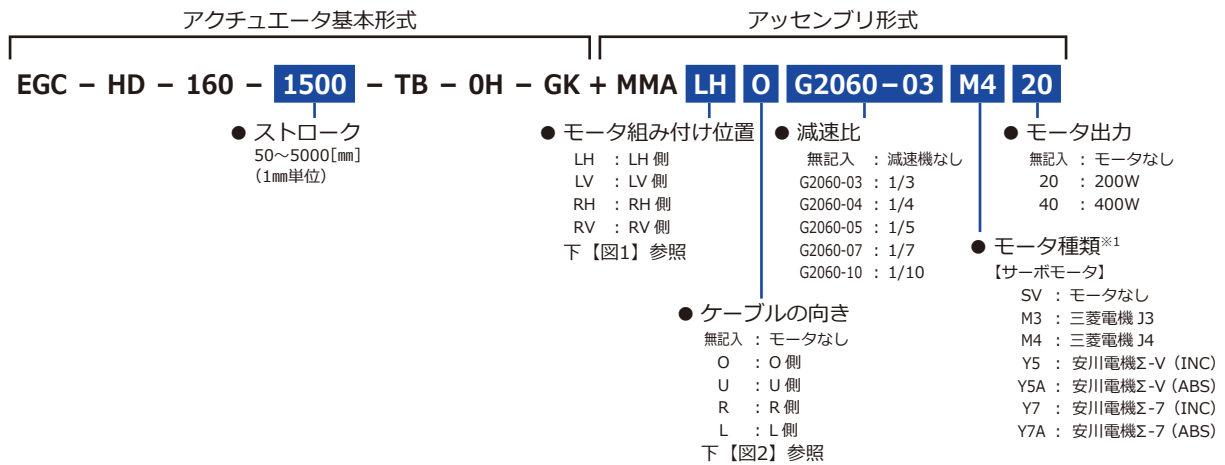 アクチュエータ基本形式
アッセンブリ形式
EGC – HD – 160 – 1500 – TB – 0H – GK + MMA LH O G2060–03 M4 20
● ストローク
50~5000[㎜]
(1㎜単位)
● モータ組み付け位置
LH : LH 側
LV : LV 側
RH : RH 側
RV : RV 側
下【図1】参照
● ケーブルの向き
無記入 : モータなし
O : O 側
U : U 側
R : R 側
L : L 側
下【図2】参照
● 減速比
無記入 : 減速機なし
G2060-03 : 1/3
G2060-04 : 1/4
G2060-05 : 1/5
G2060-07 : 1/7
G2060-10 : 1/10
● モータ種類※1
【サーボモータ】
SV : モータなし
M3 : 三菱電機 J3
M4 : 三菱電機 J4
Y5 : 安川電機Σ-V (INC)
Y5A : 安川電機Σ-V (ABS)
Y7 : 安川電機Σ-7 (INC)
Y7A : 安川電機Σ-7 (ABS)
● モータ出力
無記入 : モータなし
20 : 200W
40 : 400W